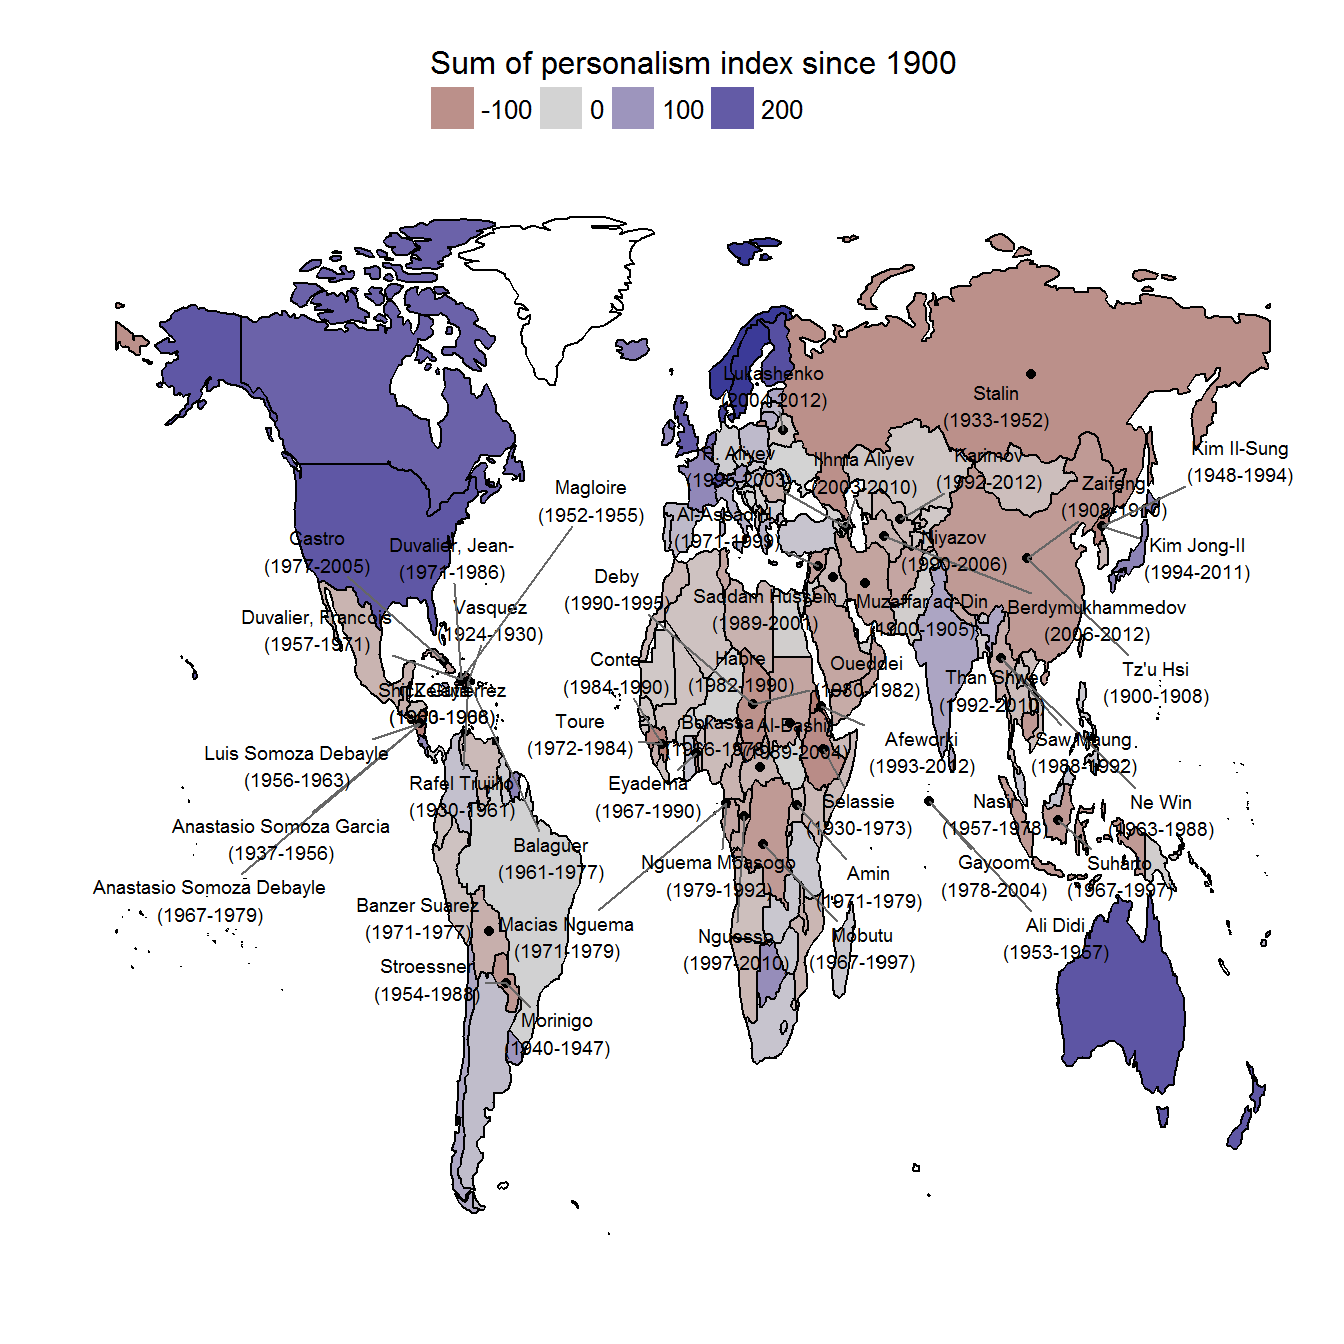 Sum of personalism index since 1900
-100
0
100
200
Lukashenko
(2004-2012)
Stalin
(1933-1952)
Kim Il-Sung
(1948-1994)
H. Aliyev
(1993-2003)
Ilhma Aliyev
(2003-2010)
Karimov
(1992-2012)
Zaifeng
(1908-1910)
Magloire
(1952-1955)
Al-Assad H.
(1971-1999)
Castro
(1977-2005)
Duvalier, Jean-
(1971-1986)
Niyazov
(1990-2006)
Kim Jong-Il
(1994-2011)
Deby
(1990-1995)
Saddam Hussein
(1989-2001)
Muzaffar ad-Din
(1900-1905)
Berdymukhammedov
(2006-2012)
Duvalier, Francois
(1957-1971)
Vasquez
(1924-1930)
Conte
(1984-1990)
Habre
(1982-1990)
Oueddei
(1980-1982)
Than Shwe
(1992-2010)
Tz'u Hsi
(1900-1908)
Toure
(1972-1984)
Bokassa
Al-Bashir
(1989-2004)
Afeworki
(1993-2012)
Saw Maung
(1988-1992)
Luis Somoza Debayle
(1956-1963)
Rafel Trujillo
(1930-1961)
Eyadema
(1967-1990)
Selassie
(1930-1973)
Nasir
(1957-1978)
Ne Win
(1963-1988)
Anastasio Somoza Garcia
(1937-1956)
Balaguer
(1961-1977)
Nguema Mbasogo
(1979-1992)
Amin
(1971-1979)
Gayoom
(1978-2004)
Suharto
(1967-1997)
Anastasio Somoza Debayle
(1967-1979)
Banzer Suarez
(1971-1977)
Macias Nguema
(1971-1979)
Nguesso
(1997-2010)
Mobutu
(1967-1997)
Ali Didi
(1953-1967)
Stroessner
(1954-1988)
Morinigo
(1940-1947)